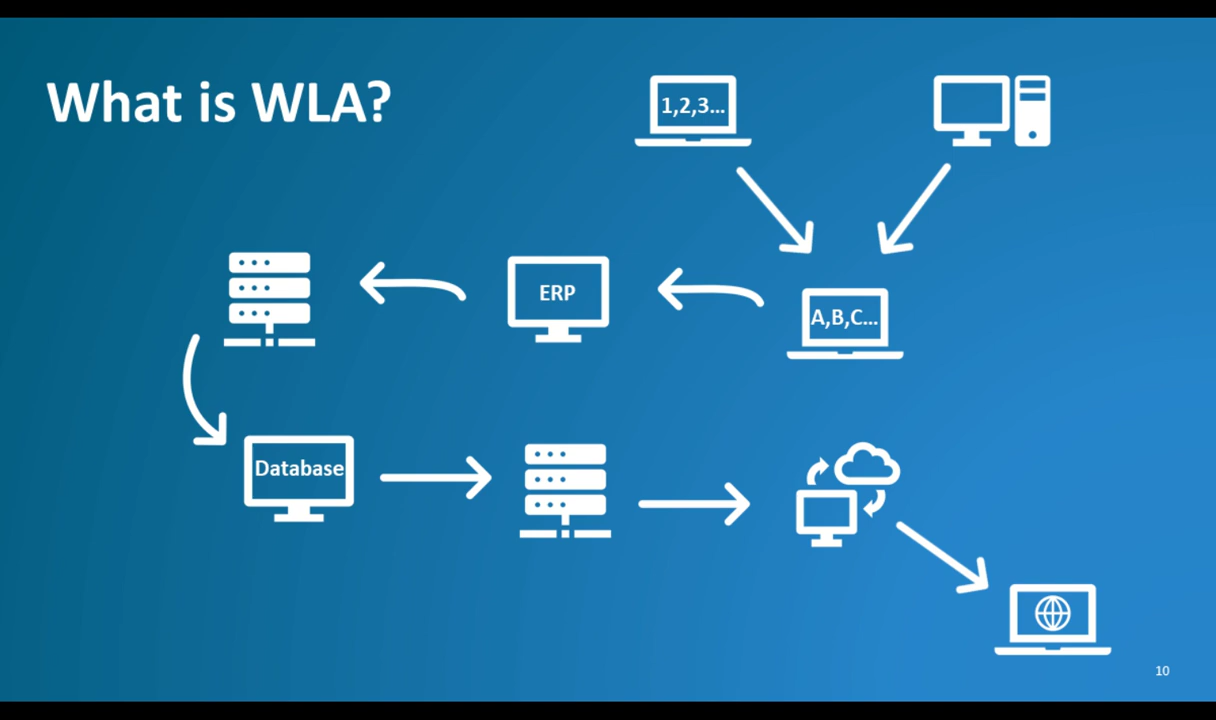 What is WLA?
1,2,3...
ERP
A,B,C...
Database
10